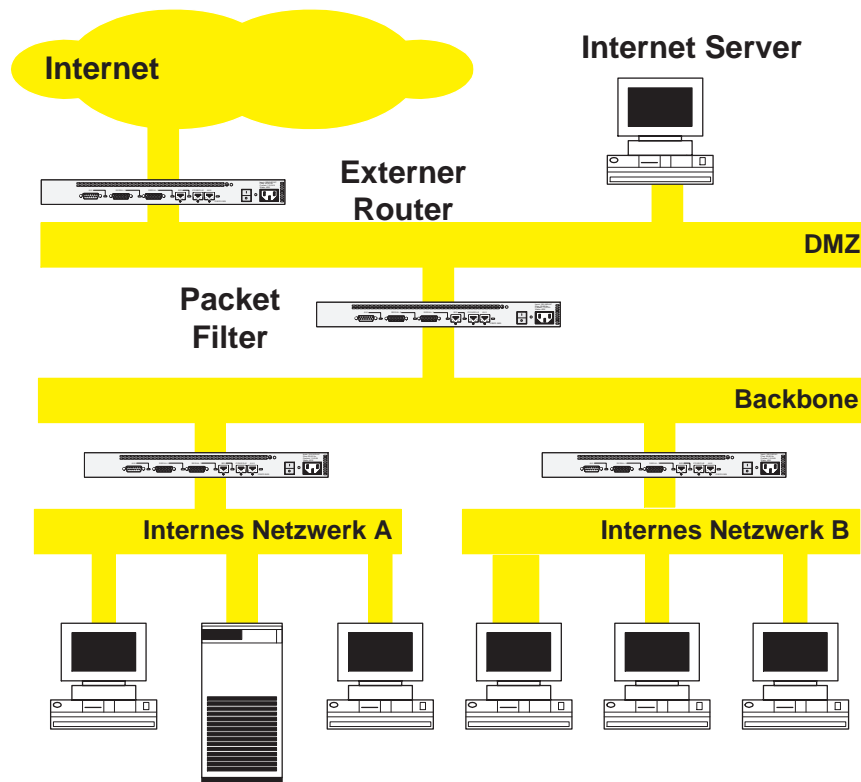 Internet
Internet Server
Externer
Router
DMZ
Packet
Filter
Backbone
Internes Netzwerk A
Internes Netzwerk B